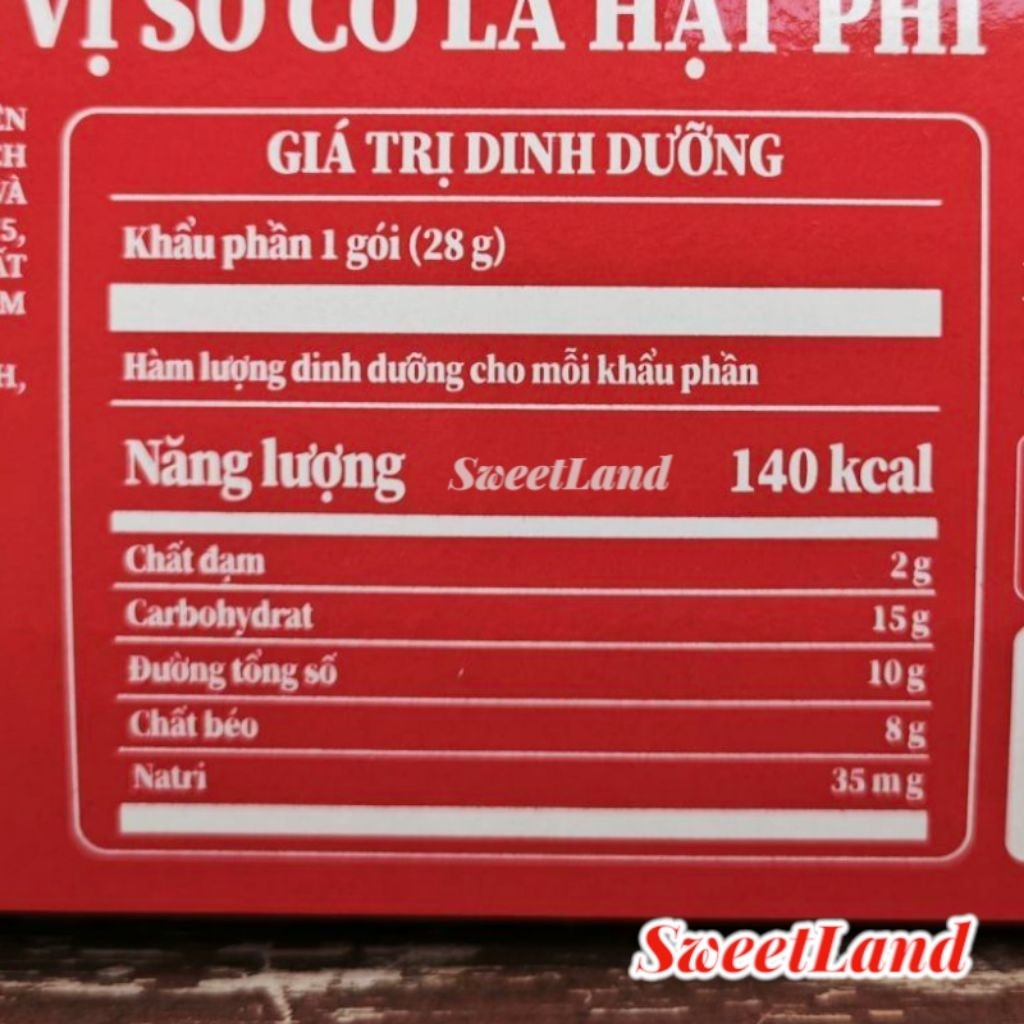 VỊ SÔ CÔ LA HẠT PHỈ
GIÁ TRỊ DINH DƯỠNG
Khẩu phần 1 gói (28 g)
Hàm lượng dinh dưỡng cho mỗi khẩu phần
Năng lượng 140 kcal
SweetLand
Chất đạm 2 g
Carbohydrat 15 g
Đường tổng số 10 g
Chất béo 8 g
Natri 35 mg
VÀ
5,
H,
SweetLand